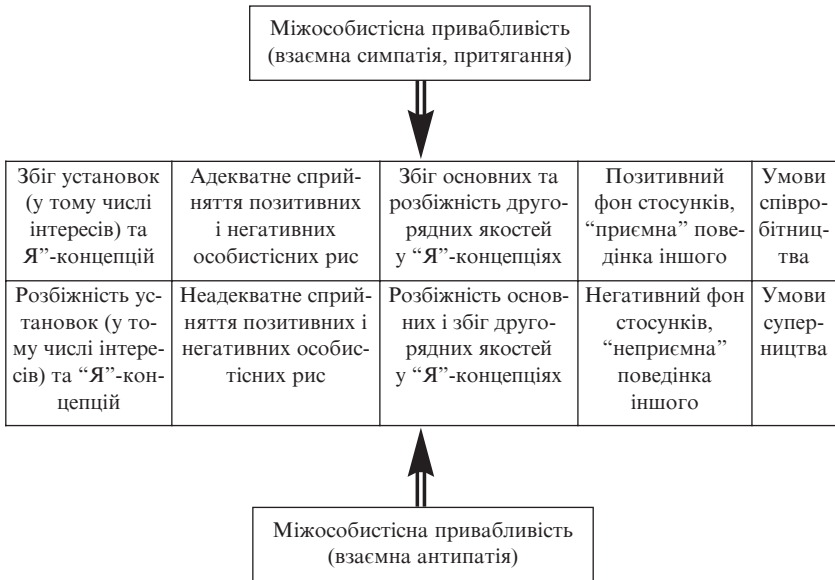 Міжособистісна привабливість
(взаємна симпатія, притягання)
Збіг установок
(у тому числі
інтересів) та
Я”-концепцій
Адекватне сприй-
няття позитивних
і негативних
особистісних рис
Збіг основних та
розбіжність друго-
рядних якостей
у “Я”-концепціях
Позитивний
фон стосунків,
“приємна” пове-
дінка іншого
Умови
співро-
бітниц-
тва
Розбіжність ус-
тановок (у то-
му числі інтере-
сів) та “Я”-кон-
цепцій
Неадекватне сприй-
няття позитивних і
негативних особис-
тісних рис
Розбіжність основ-
них і збіг друго-
рядних якостей
у “Я”-концепціях
Негативний фон
стосунків,
“неприємна”
поведінка
іншого
Умови
супер-
ництва
Міжособистісна привабливість
(взаємна антипатія)